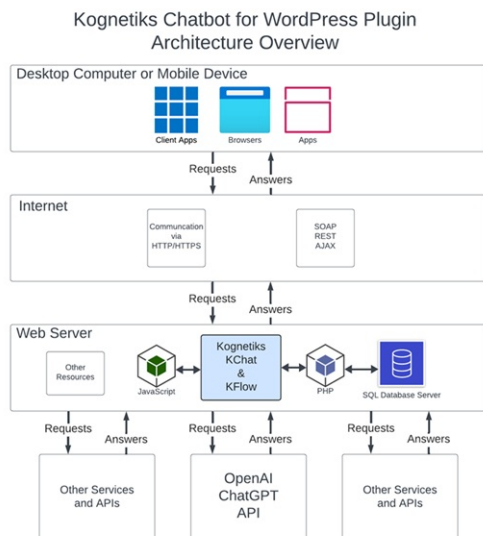 Kognetiks Chatbot for WordPress Plugin
Architecture Overview
Desktop Computer or Mobile Device
Client Apps
Browsers
Apps
Requests
Answers
Internet
Communcation
via
HTTP/HTTPS
SOAP
REST
AJAX
Requests
Answers
Web Server
Other
Resources
JavaScript
Kognetiks
KChat
&
KFlow
PHP
SQL Database Server
Requests
Answers
Requests
Answers
Requests
Answers
Other Services
and APIs
OpenAI
ChatGPT
API
Other Services
and APIs